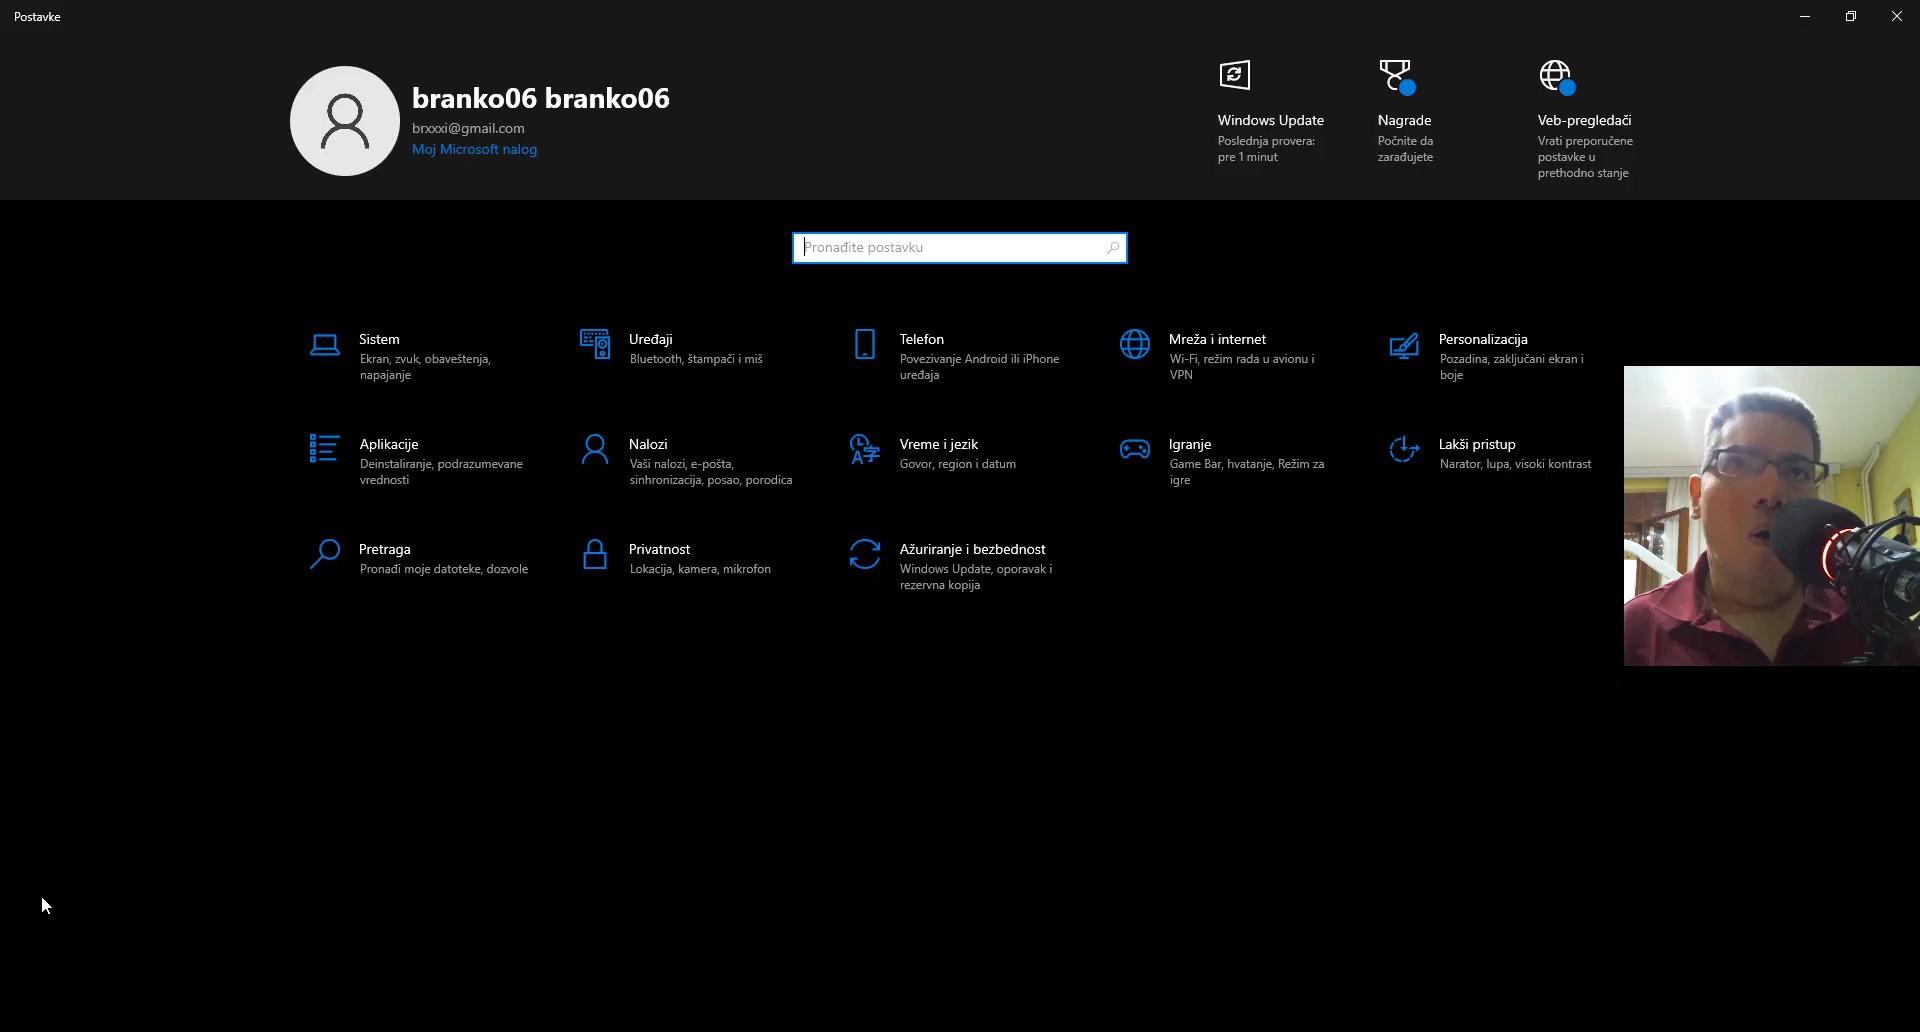 Postavke
branko06 branko06
brxxxi@gmail.com
Moj Microsoft nalog
Windows Update
Poslednja provera:
pre 1 minut
Nagrade
Počnite da
zarađujete
Veb-pregledači
Vrati preporučene
postavke u
prethodno stanje
Pronađite postavku
Sistem
Ekran, zvuk, obaveštenja,
napajanje
Uređaji
Bluetooth, štampači i miš
Telefon
Povezivanje Android ili iPhone
uređaja
Mreža i internet
Wi-Fi, režim rada u avionu i
VPN
Personalizacija
Pozadina, zaključani ekran i
boje
Aplikacije
Deinstaliranje, podrazumevane
vrednosti
Nalozi
Vaši nalozi, e-pošta,
sinhronizacija, posao, porodica
Vreme i jezik
Govor, region i datum
Igranje
Game Bar, hvatanje, Režim za
igre
Lakši pristup
Narator, lupa, visoki kontrast
Pretraga
Pronađi moje datoteke, dozvole
Privatnost
Lokacija, kamera, mikrofon
Ažuriranje i bezbednost
Windows Update, oporavak i
rezervna kopija